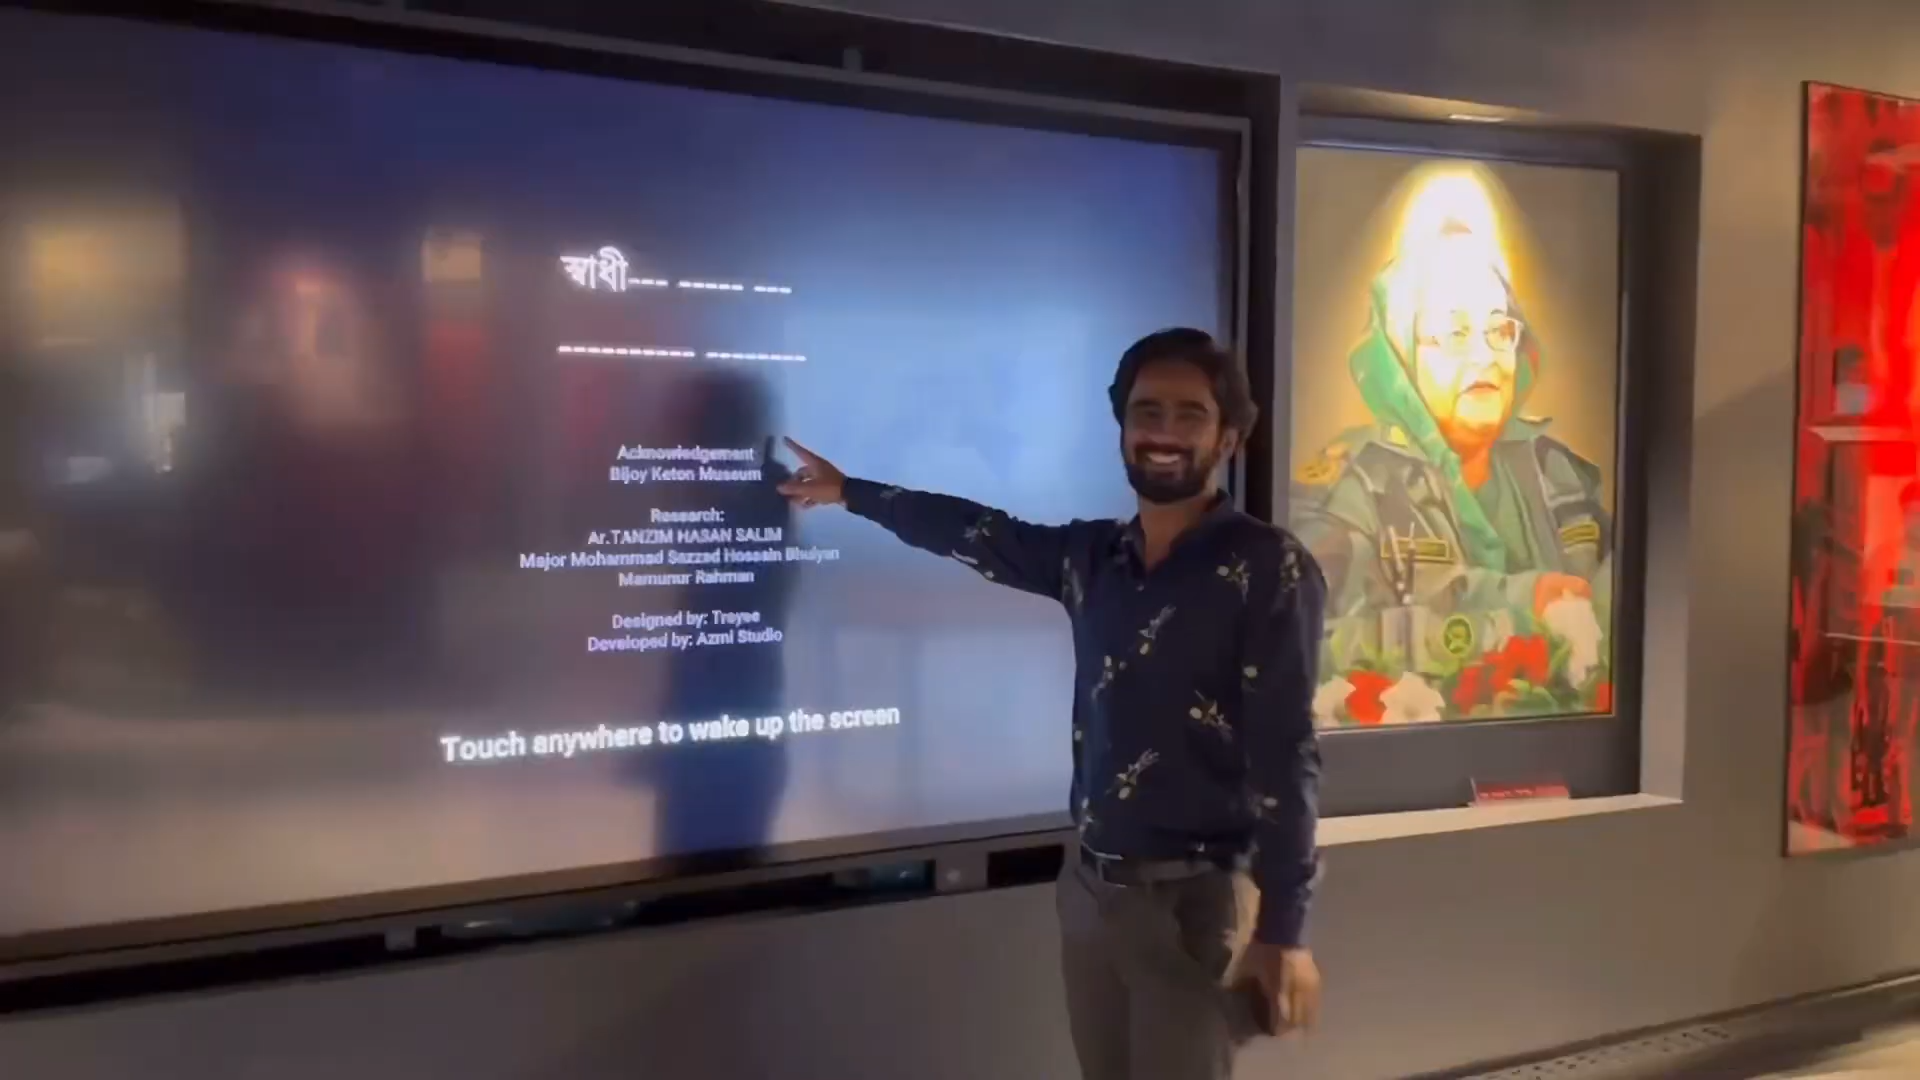 স্বাধী--- ----- ---
----------- --------
Acknowledgement
Bijoy Keton Museum
Research:
Ar.TANZIM HASAN SALIM
Major Mohammad Sazzad Hossain Bhuiyan
Mamunur Rahman
Designed by: Troyee
Developed by: Azmi Studio
Touch anywhere to wake up the screen